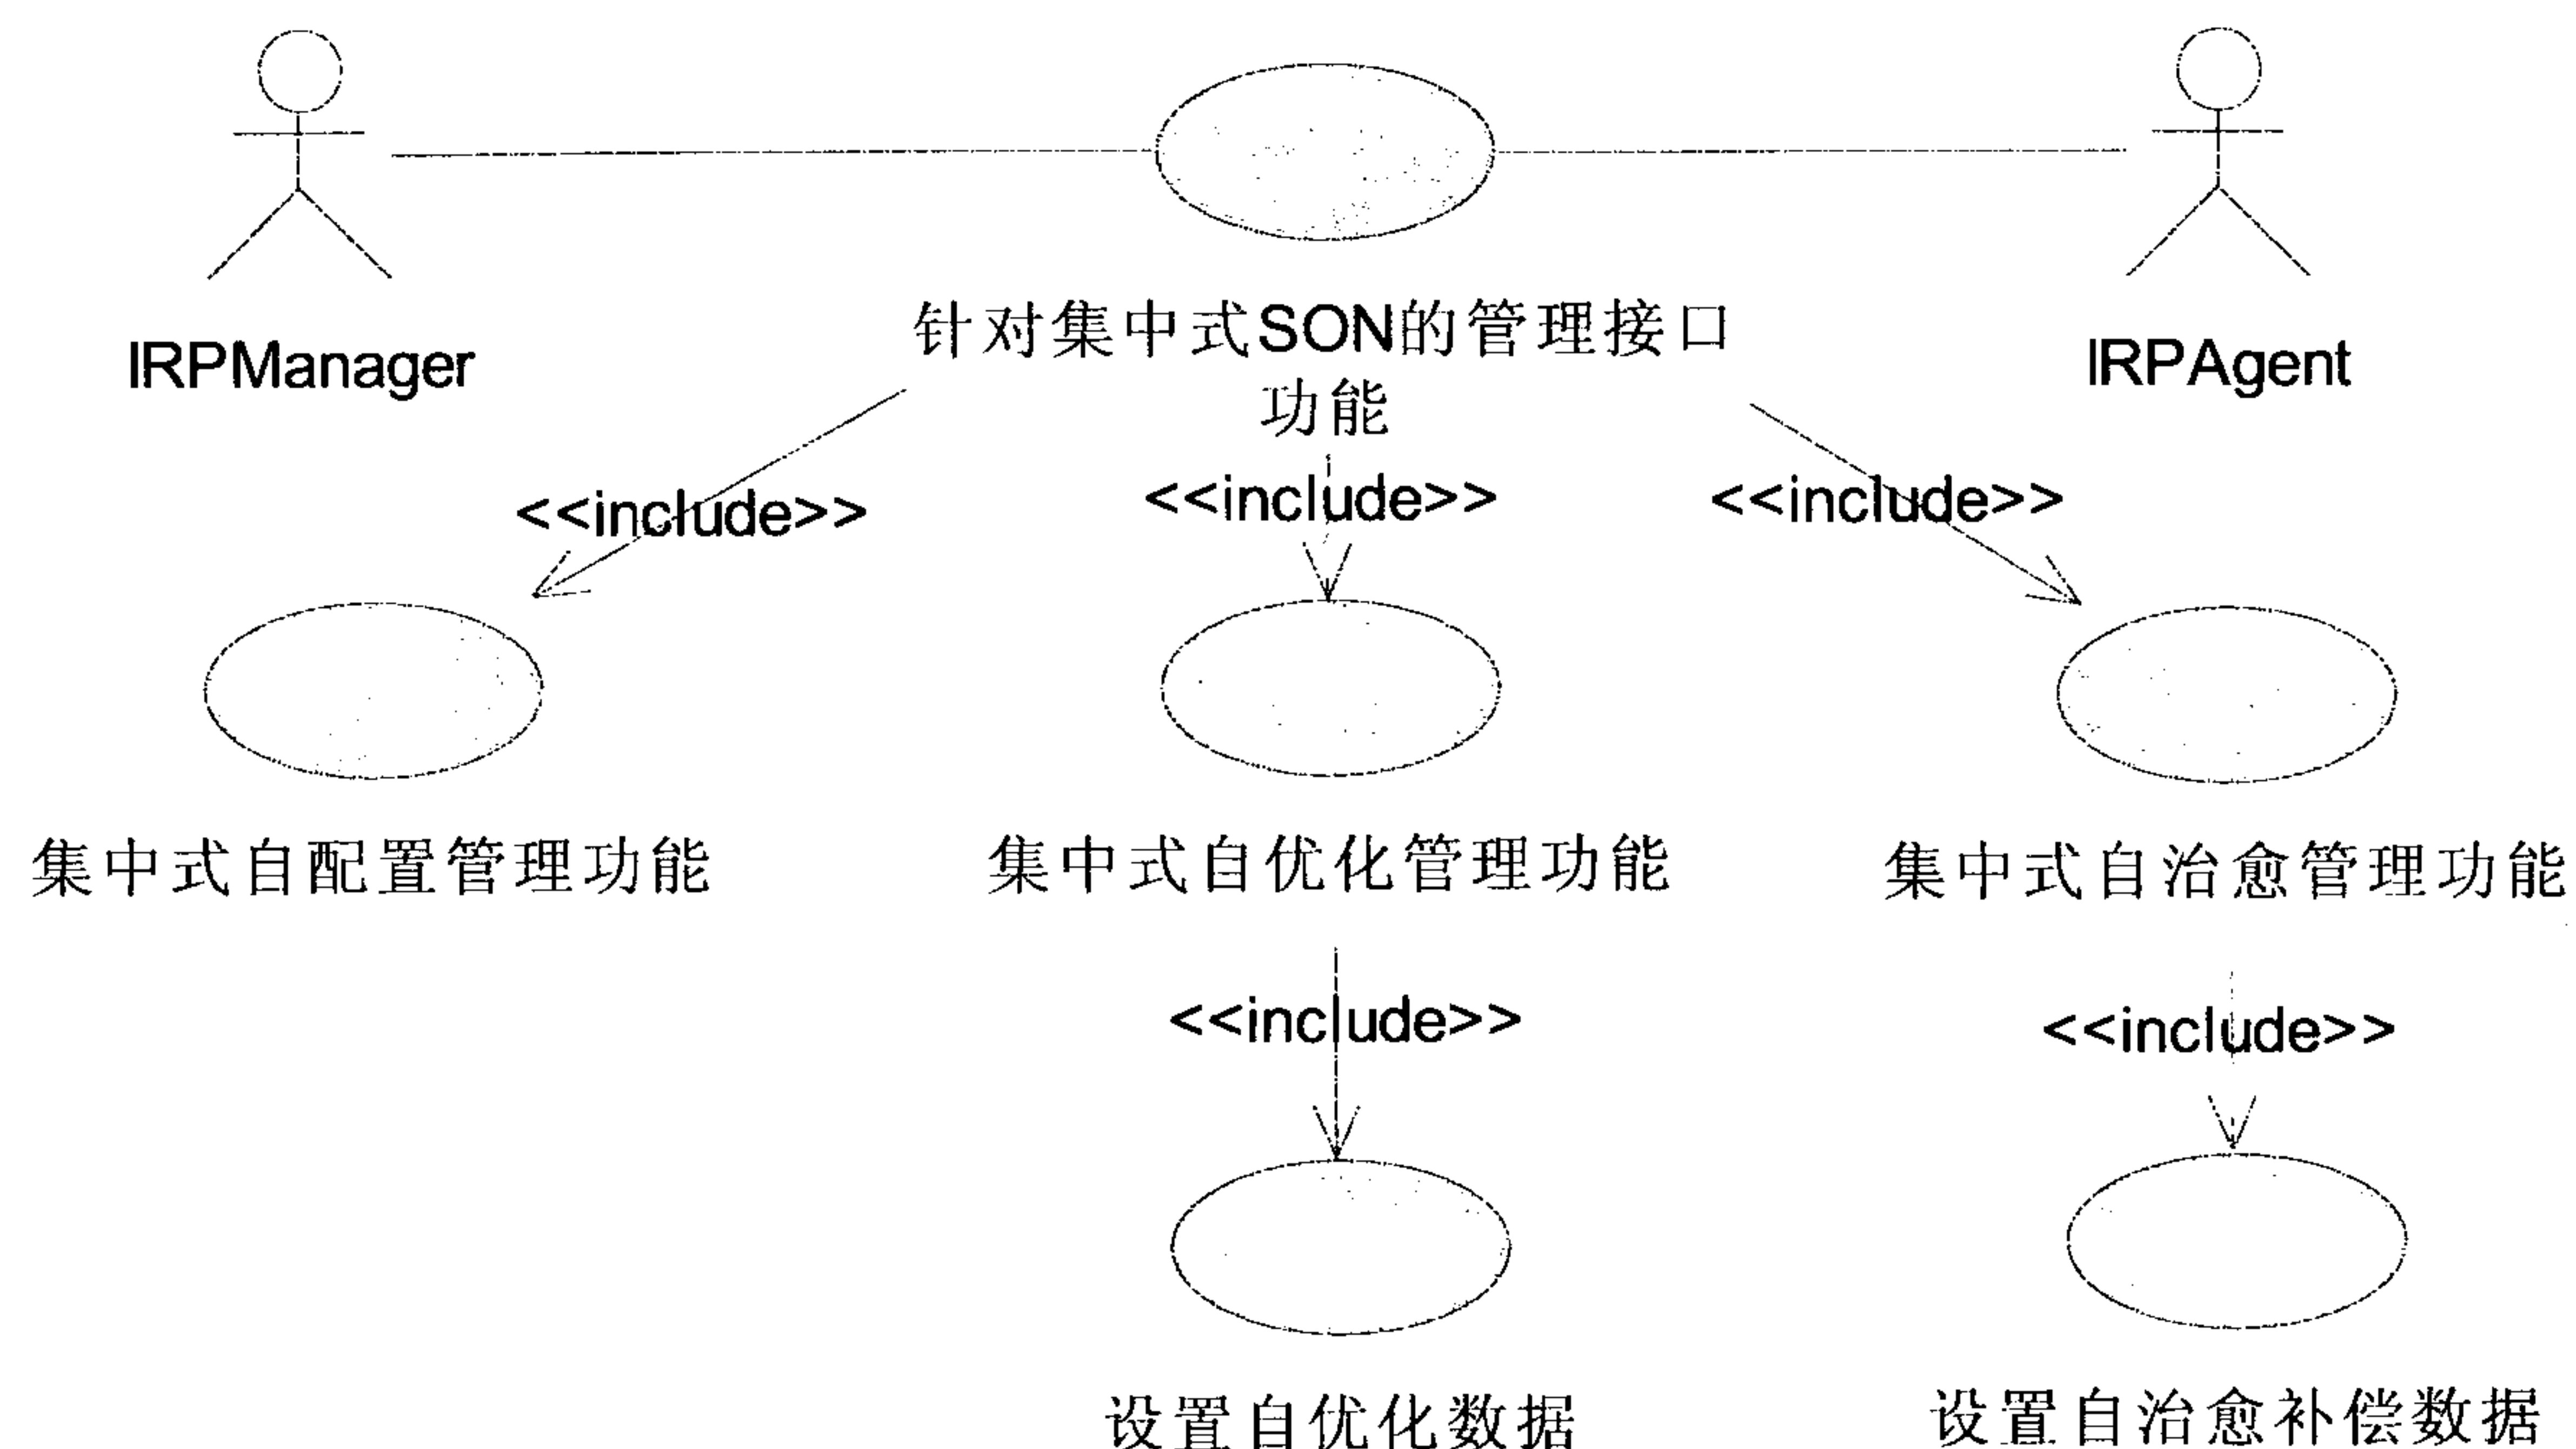 IRPManager
针对集中式SON的管理接口
功能
IRPAgent
<<include>>
<<include>>
<<include>>
集中式自配置管理功能
集中式自优化管理功能
集中式自治愈管理功能
<<include>>
<<include>>
设置自优化数据
设置自治愈补偿数据